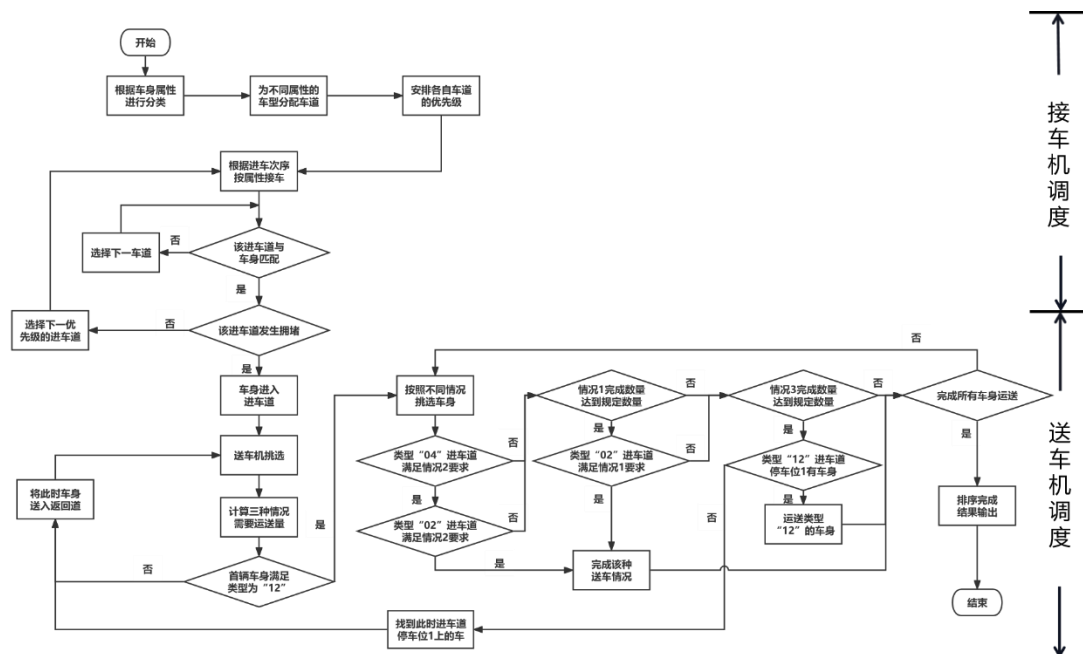 开始
根据车身属性
进行分类
为不同属性的
车型分配车道
安排各自车道
的优先级
接车机调度
根据进车次序
按属性接车
选择下一车道
否
该进车道与
车身匹配
是
选择下一优
先级的进车道
否
该进车道发生拥堵
是
车身进入
进车道
送车机挑选
将此时车身
送入返回道
计算三种情况
需要运送量
否
首辆车身满足
类型为“12”
是
按照不同情况
挑选车身
类型“04”进车道
满足情况2要求
否
是
类型“02”进车道
满足情况2要求
否
是
情况1完成数量
达到规定数量
否
是
类型“02”进车道
满足情况1要求
否
是
完成该种
送车情况
情况3完成数量
达到规定数量
否
是
类型“12”进车道
停车位1有车身
否
是
运送类型
“12”的车身
找到此时进车道
停车位1上的车
否
完成所有车身运送
是
排序完成
结果输出
结束
送车机调度